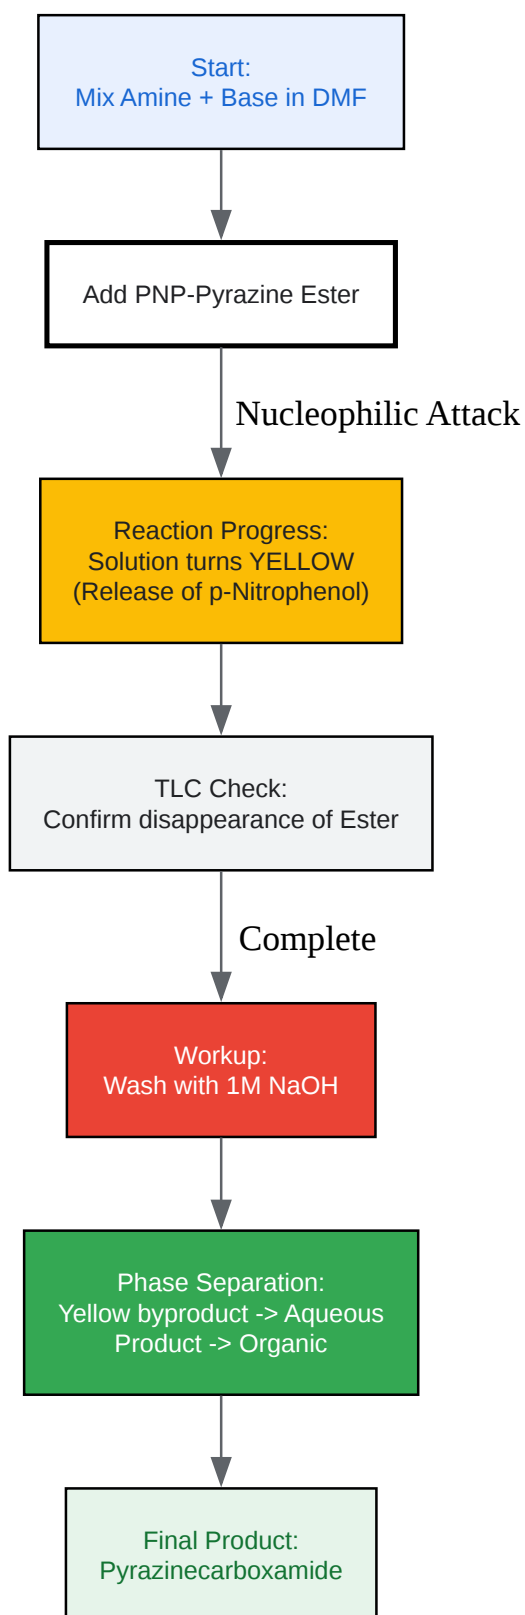 Start:
Mix Amine + Base in DMF
Add PNP-Pyrazine Ester
Nucleophilic Attack
Reaction Progress:
Solution turns YELLOW
(Release of p-Nitrophenol)
TLC Check:
Confirm disappearance of Ester
Complete
Workup:
Wash with 1M NaOH
Phase Separation:
Yellow byproduct -> Aqueous
Product -> Organic
Final Product:
Pyrazinecarboxamide